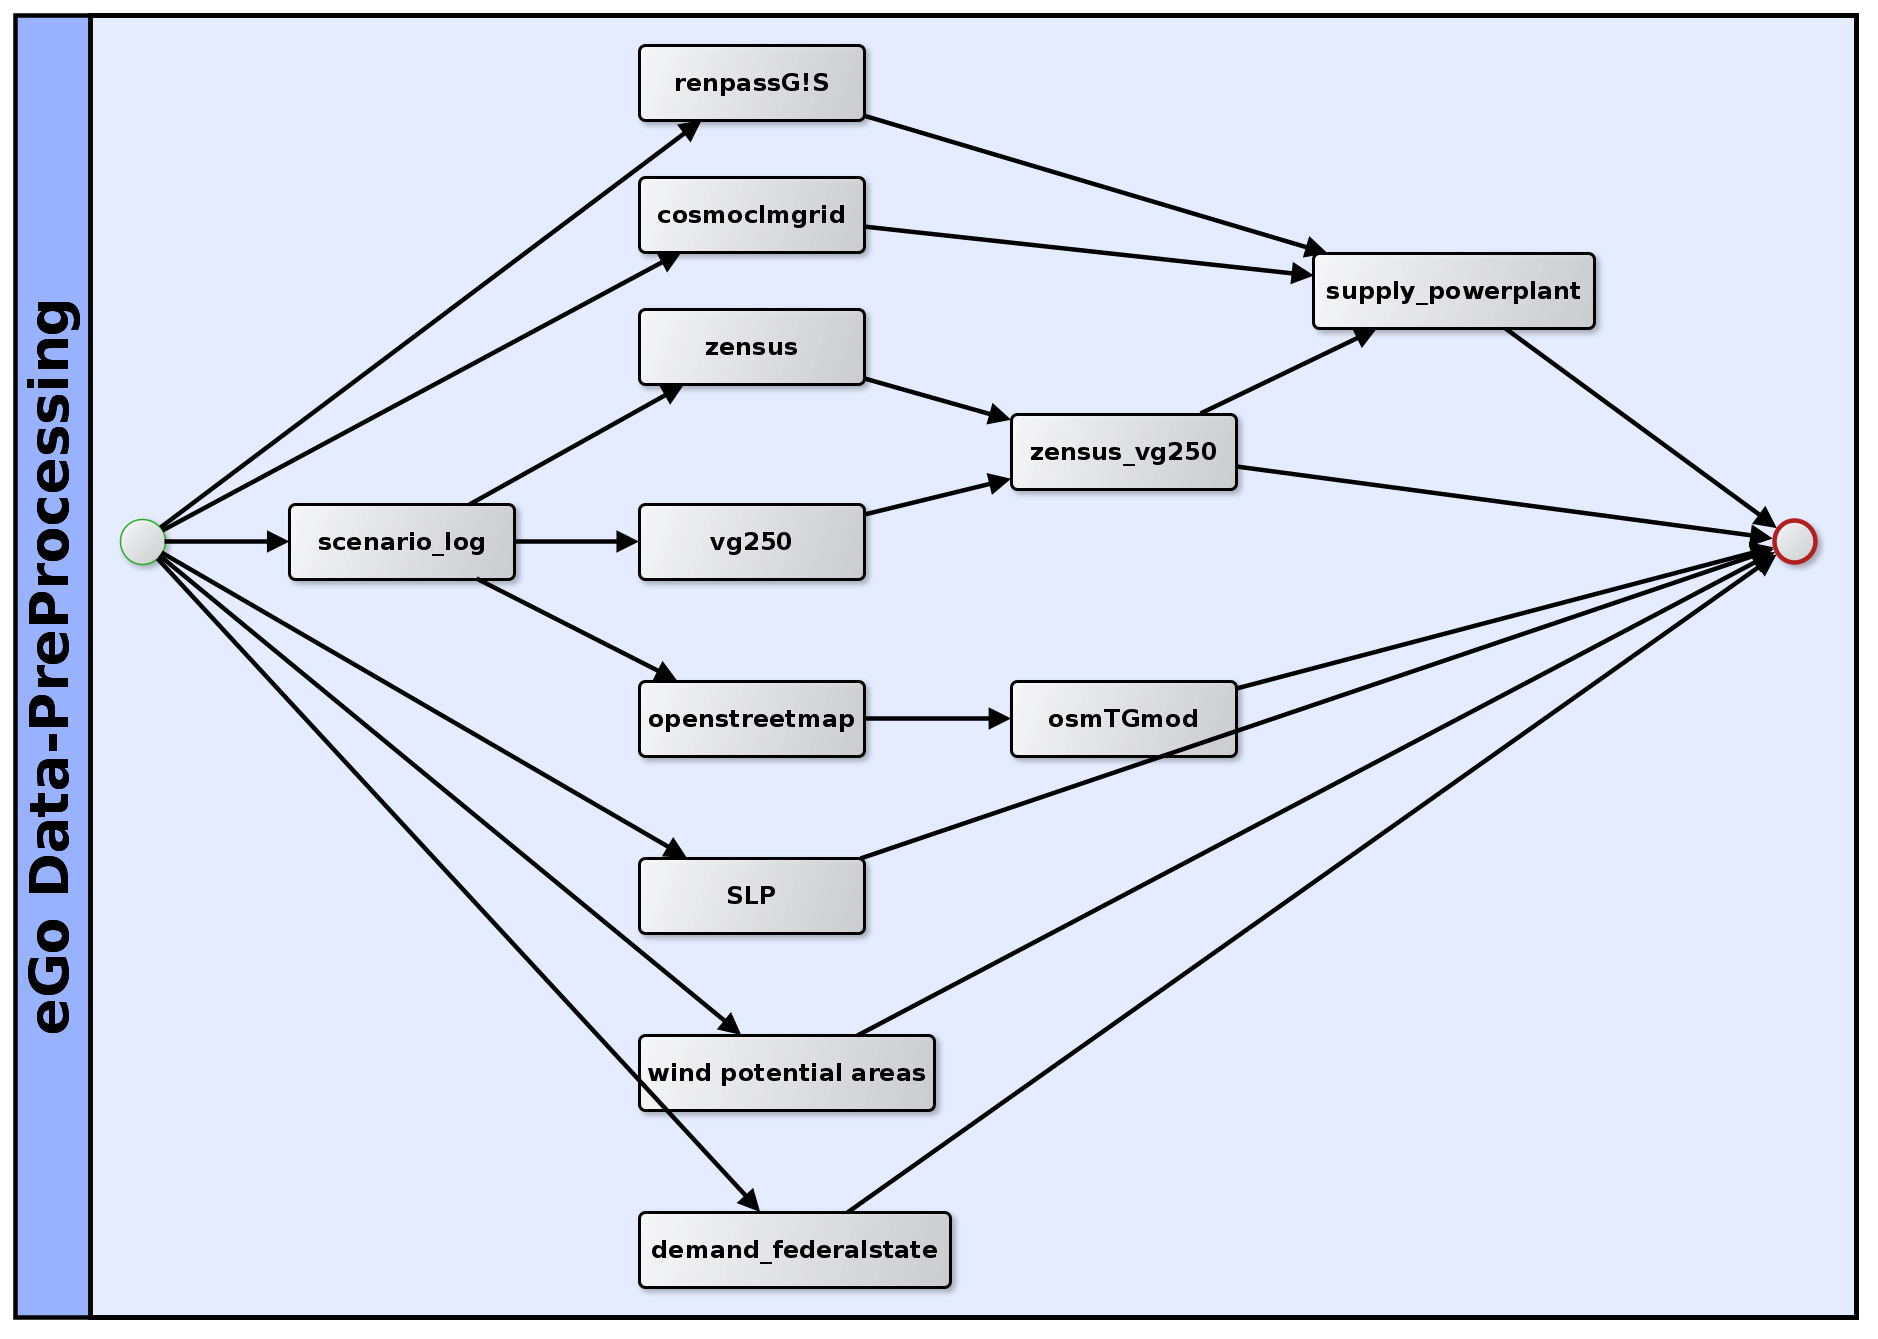 eGo Data-PreProcessing
renpassG!S
cosmoclmgrid
supply_powerplant
zensus
zensus_vg250
scenario_log
vg250
openstreetmap
osmTGmod
SLP
wind potential areas
demand_federalstate